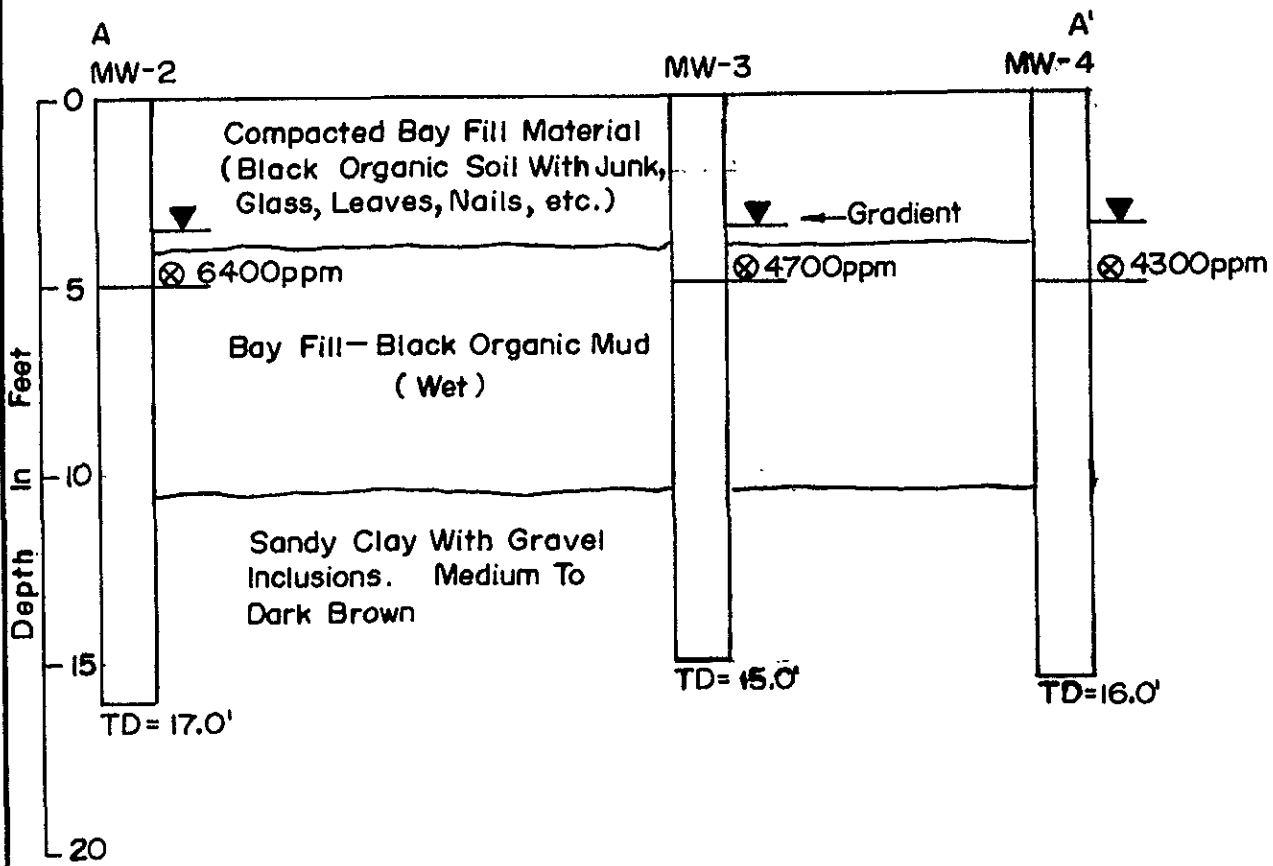 A
MW-2
MW-3
A'
MW-4
0
Compacted Bay Fill Material
(Black Organic Soil With Junk,
Glass, Leaves, Nails, etc.)
Gradient
6400ppm
4700ppm
4300ppm
5
Bay Fill—Black Organic Mud
(Wet)
Depth In Feet
10
Sandy Clay With Gravel
Inclusions. Medium To
Dark Brown
15
TD=15.0'
TD=16.0'
TD=17.0'
20